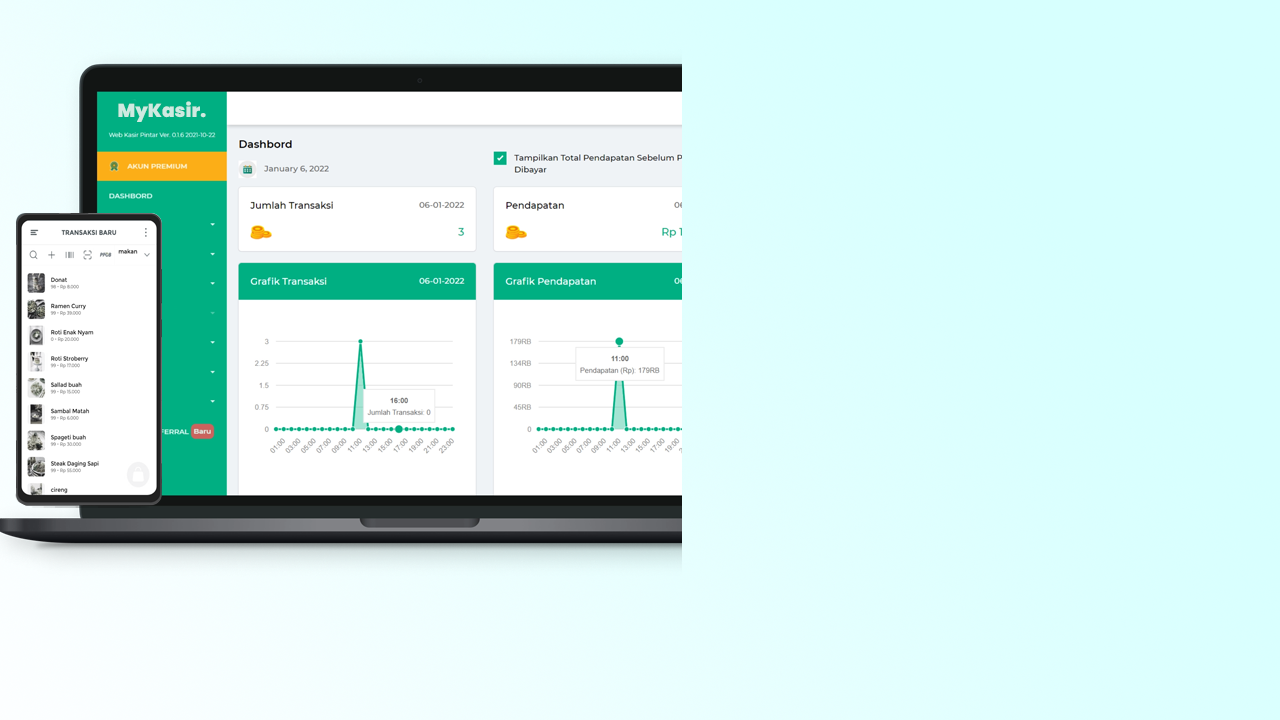 MyKasir.
Web Kasir Pintar Ver. 0.1.6 2021-10-22
AKUN PREMIUM
DASHBORD
FERRAL Baru
Dashbord
January 6, 2022
Tampilkan Total Pendapatan Sebelum P
Dibayar
Jumlah Transaksi 06-01-2022
3
Pendapatan 06
Rp 1
Grafik Transaksi 06-01-2022
3
2.25
1.5
0.75
0
16:00
Jumlah Transaksi: 0
01:00 03:00 05:00 07:00 09:00 11:00 13:00 15:00 17:00 19:00 21:00 23:00
Grafik Pendapatan 06
179RB
134RB
90RB
45RB
0
11:00
Pendapatan (Rp): 179RB
01:00 03:00 05:00 07:00 09:00 11:00 13:00 15:00 17:00 19:00 21:00 23:00
TRANSAKSI BARU
makan
Donat
99 - Rp 8.000
Ramen Curry
99 - Rp 39.000
Roti Enak Nyam
0 - Rp 20.000
Roti Stroberry
99 - Rp 17.000
Sallad buah
99 - Rp 15.000
Sambal Matah
99 - Rp 6.000
Spageti buah
99 - Rp 30.000
Steak Daging Sapi
99 - Rp 55.000
cireng